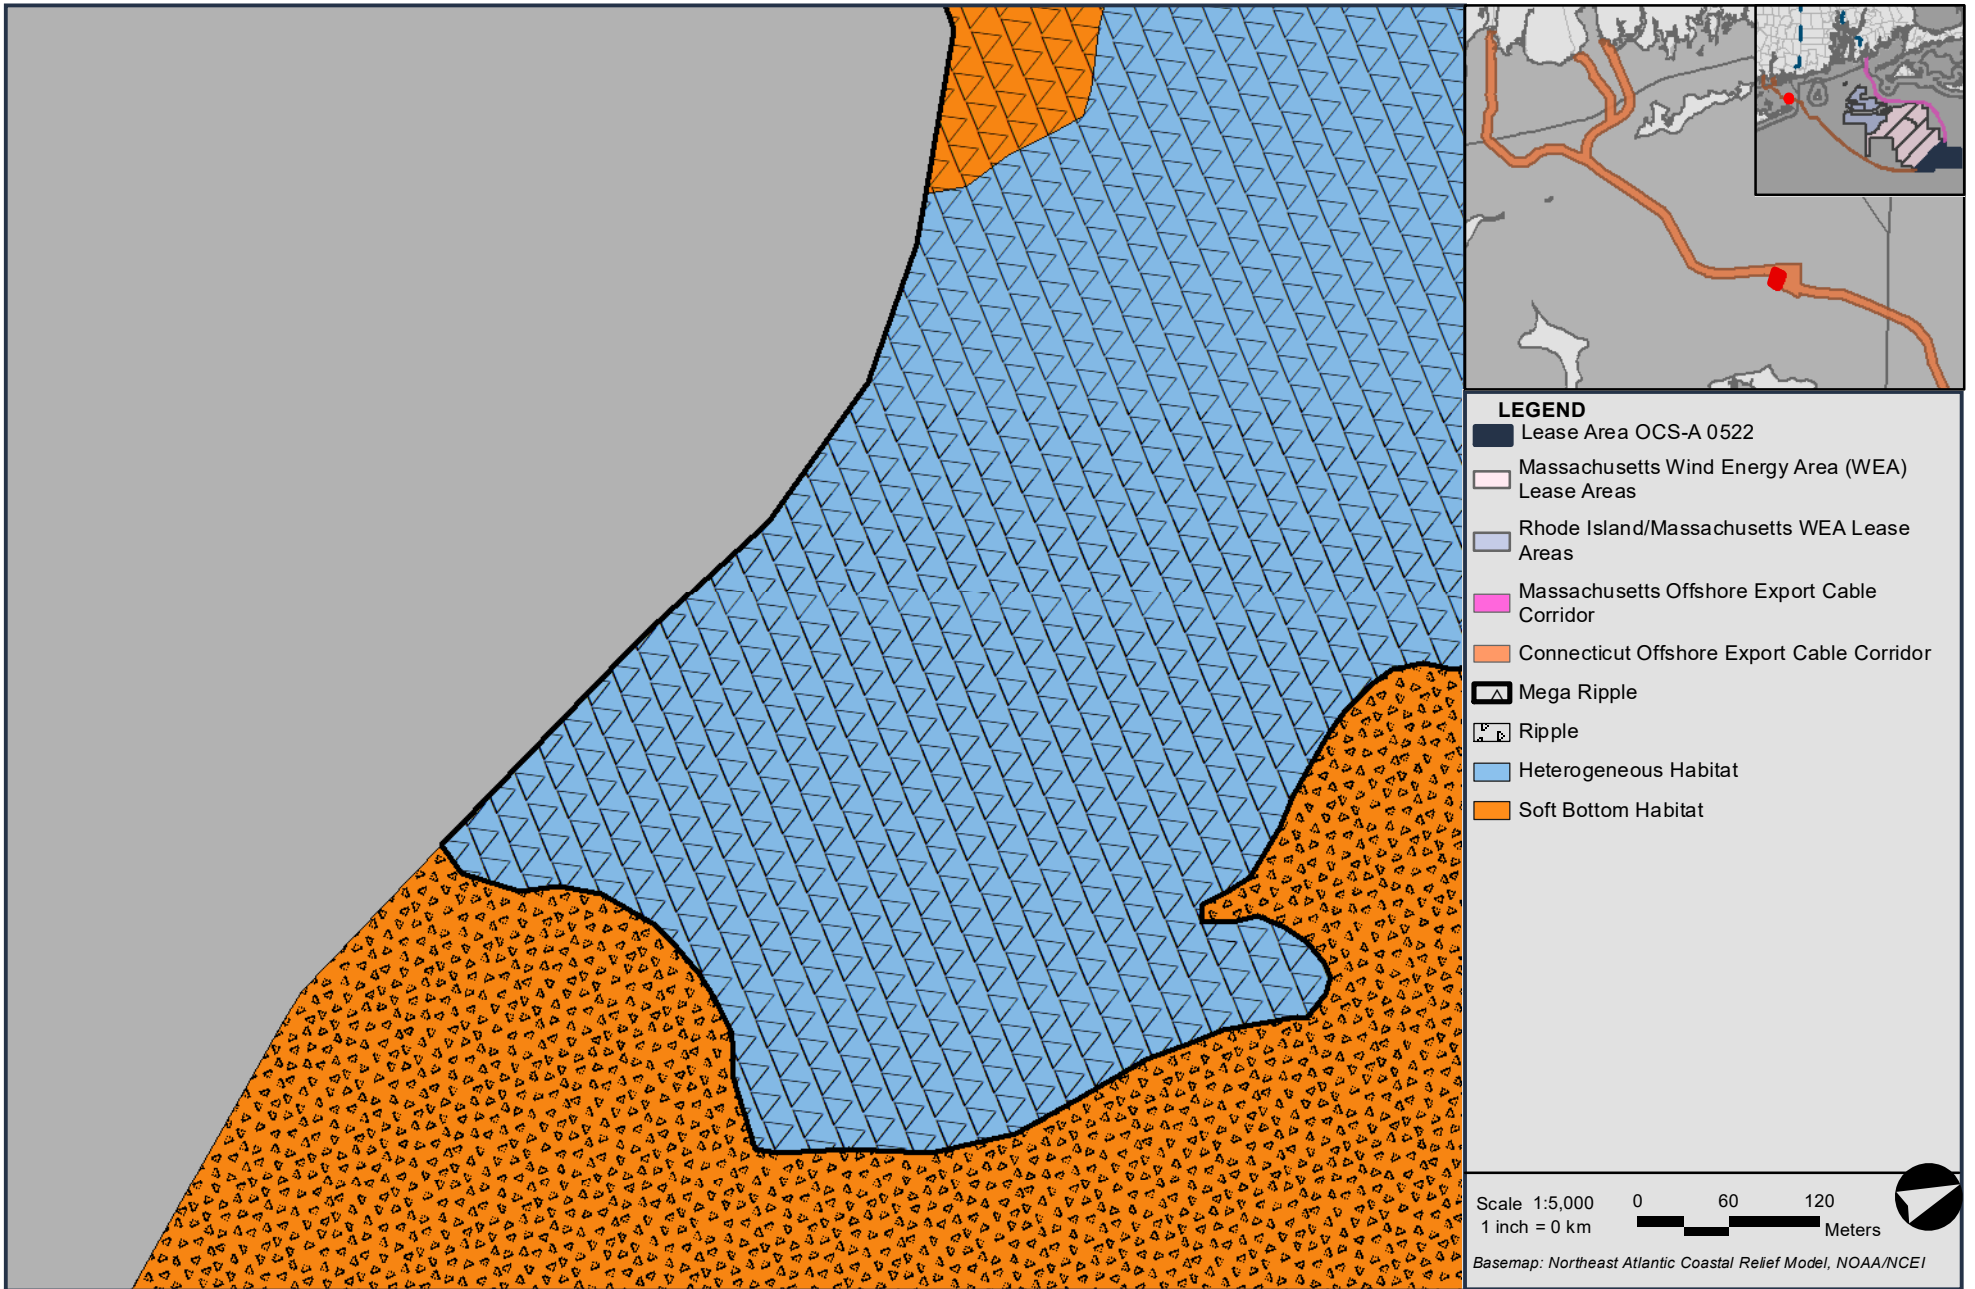 LEGEND
Lease Area OCS-A 0522
Massachusetts Wind Energy Area (WEA)
Lease Areas
Rhode Island/Massachusetts WEA Lease
Areas
Massachusetts Offshore Export Cable
Corridor
Connecticut Offshore Export Cable Corridor
Mega Ripple
Ripple
Heterogeneous Habitat
Soft Bottom Habitat
Scale 1:5,000
1 inch = 0 km
0 60 120
Meters
Basemap: Northeast Atlantic Coastal Relief Model, NOAA/NCEI